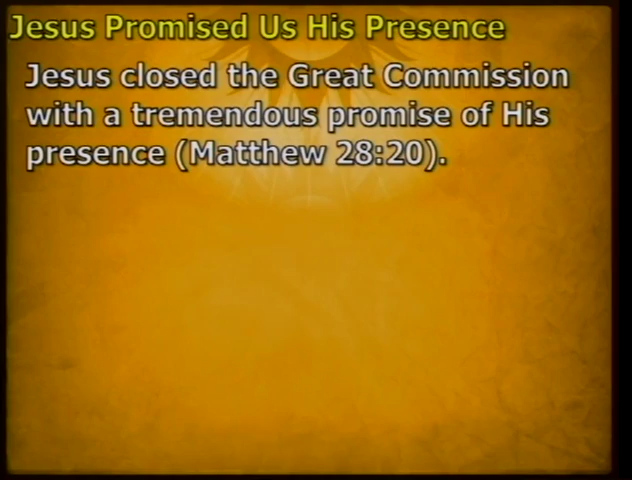 Jesus Promised Us His Presence
Jesus closed the Great Commission
with a tremendous promise of His
presence (Matthew 28:20).